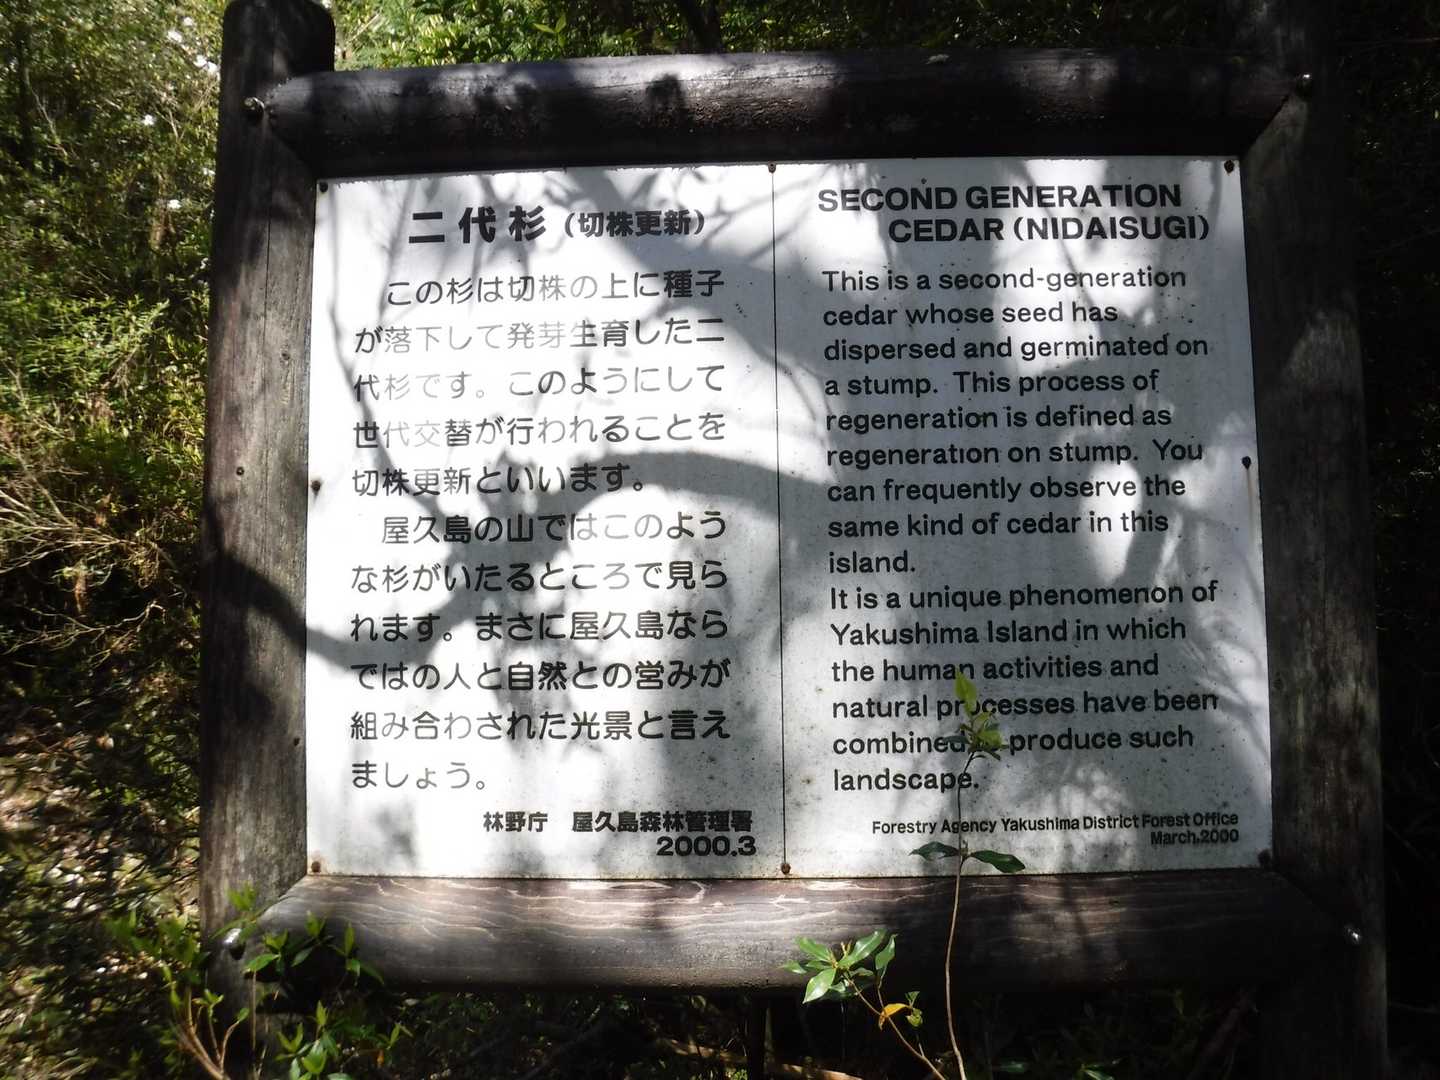 二代杉（切株更新）
この杉は切株の上に種子
が落下して発芽生育した二
代杉です。このようにして
世代交替が行われることを
切株更新といいます。
屋久島の山ではこのよう
な杉がいたるところで見ら
れます。まさに屋久島なら
ではの人と自然との営みが
組み合わされた光景と言え
ましょう。
林野庁　屋久島森林管理署
2000.3
SECOND GENERATION
CEDAR (NIDAISUGI)
This is a second-generation
cedar whose seed has
dispersed and germinated on
a stump. This process of
regeneration is defined as
regeneration on stump. You
can frequently observe the
same kind of cedar in this
island.
It is a unique phenomenon of
Yakushima Island in which
the human activities and
natural processes have been
combined to produce such
landscape.
Forestry Agency Yakushima District Forest Office
March,2000